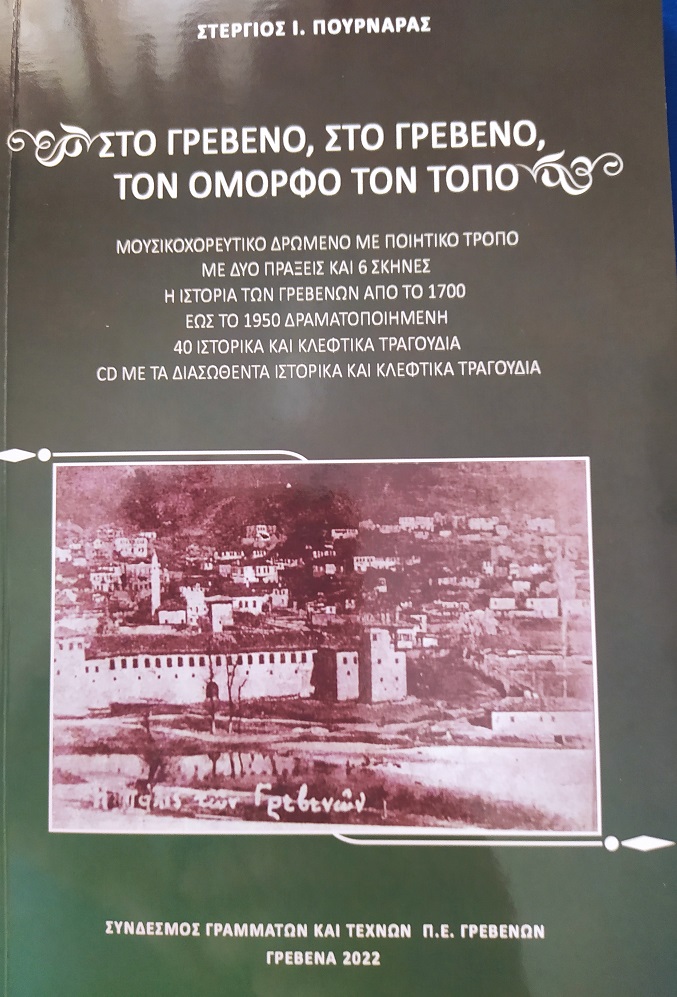 ΣΤΕΡΓΙΟΣ Ι. ΠΟΥΡΝΑΡΑΣ
ΣΤΟ ΓΡΕΒΕΝΟ, ΣΤΟ ΓΡΕΒΕΝΟ,
ΤΟΝ ΟΜΟΡΦΟ ΤΟΝ ΤΟΠΟ
ΜΟΥΣΙΚΟΧΟΡΕΥΤΙΚΟ ΔΡΩΜΕΝΟ ΜΕ ΠΟΙΗΤΙΚΟ ΤΡΟΠΟ
ΜΕ ΔΥΟ ΠΡΑΞΕΙΣ ΚΑΙ 6 ΣΚΗΝΕΣ
Η ΙΣΤΟΡΙΑ ΤΩΝ ΓΡΕΒΕΝΩΝ ΑΠΟ ΤΟ 1700
ΕΩΣ ΤΟ 1950 ΔΡΑΜΑΤΟΠΟΙΗΜΕΝΗ
40 ΙΣΤΟΡΙΚΑ ΚΑΙ ΚΛΕΦΤΙΚΑ ΤΡΑΓΟΥΔΙΑ
CD ΜΕ ΤΑ ΔΙΑΣΩΘΕΝΤΑ ΙΣΤΟΡΙΚΑ ΚΑΙ ΚΛΕΦΤΙΚΑ ΤΡΑΓΟΥΔΙΑ
τῶν Γρεβενῶν
ΣΥΝΔΕΣΜΟΣ ΓΡΑΜΜΑΤΩΝ ΚΑΙ ΤΕΧΝΩΝ Π.Ε. ΓΡΕΒΕΝΩΝ
ΓΡΕΒΕΝΑ 2022